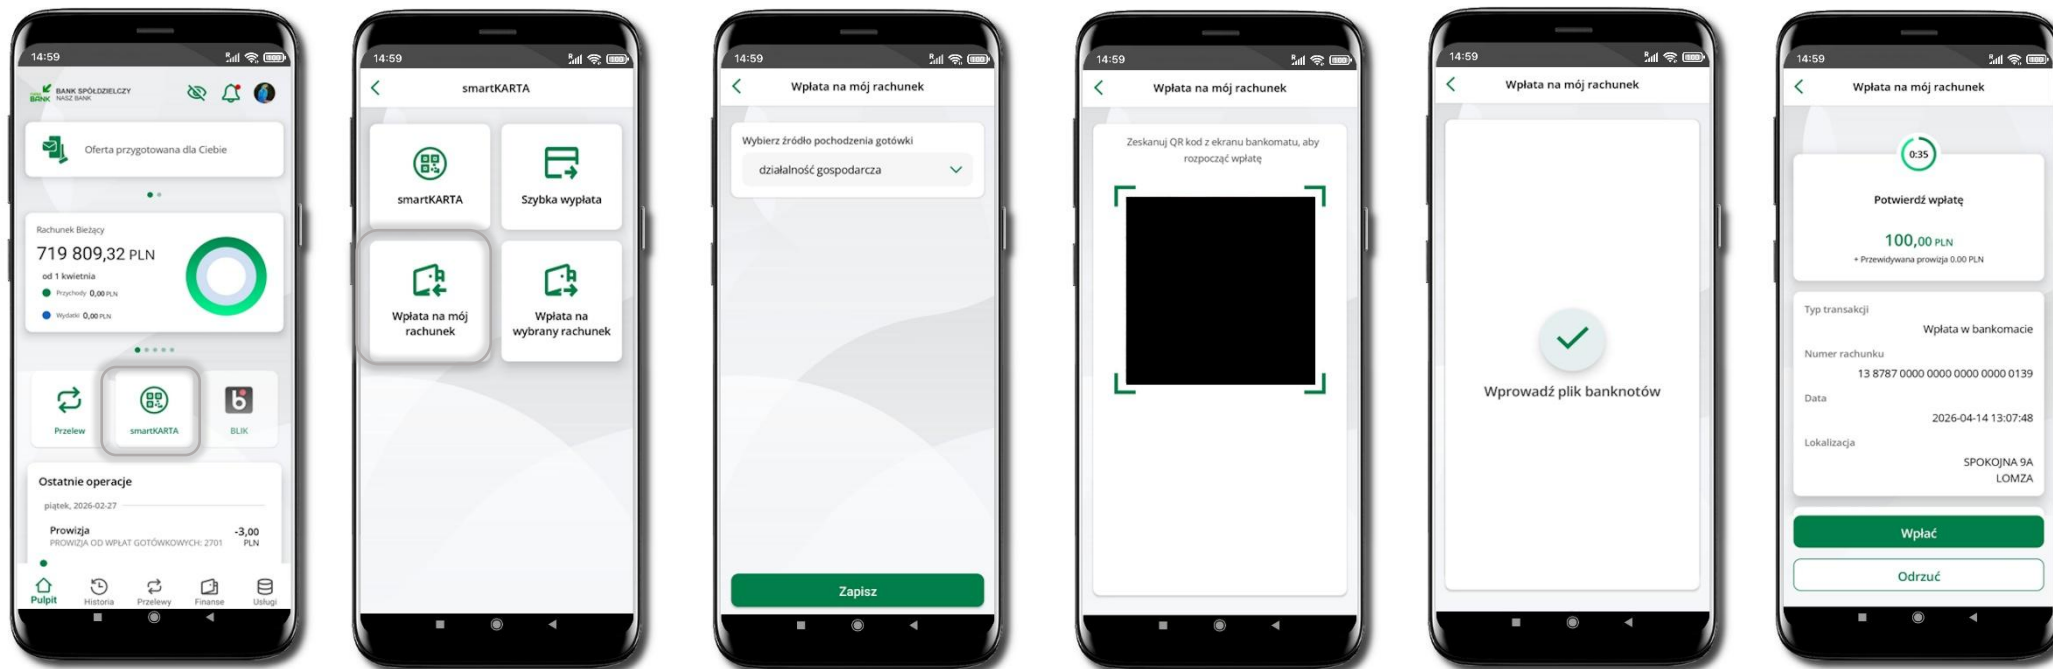 14:59
BANK SPÓŁDZIELCZY
BANK NASZ BANK
Oferta przygotowana dla Ciebie
Rachunek Bieżący
719 809,32 PLN
od 1 kwietnia
Przychody 0,00 PLN
Wydatki 0,00 PLN
Przelew
smartKARTA
BLIK
Ostatnie operacje
piątek, 2026-02-27
Prowizja -3,00
PROWIZJA OD WPŁAT GOTÓWKOWYCH: 2701 PLN
Pulpit Historia Przelewy Finanse Usługi
14:59
smartKARTA
smartKARTA
Szybka wypłata
Wpłata na mój
rachunek
Wpłata na
wybrany rachunek
14:59
Wpłata na mój rachunek
Wybierz źródło pochodzenia gotówki
działalność gospodarcza
Zapisz
14:59
Wpłata na mój rachunek
Zeskanuj QR kod z ekranu bankomatu, aby
rozpocząć wpłatę
14:59
Wpłata na mój rachunek
Wprowadź plik banknotów
14:59
Wpłata na mój rachunek
0:35
Potwierdź wpłatę
100,00 PLN
+ Przewidywana prowizja 0.00 PLN
Typ transakcji
Wpłata w bankomacie
Numer rachunku
13 8787 0000 0000 0000 0000 0139
Data
2026-04-14 13:07:48
Lokalizacja
SPOKOJNA 9A
LOMZA
Wpłać
Odrzuć